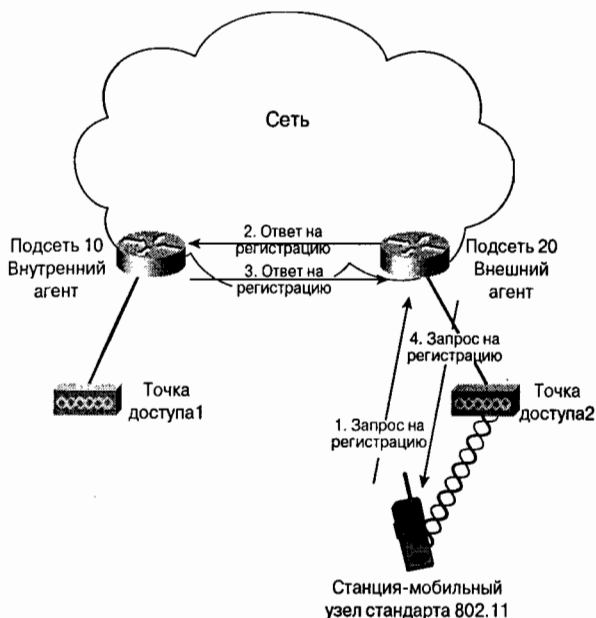 Сеть
2. Ответ на
регистрацию
3. Ответ на
регистрацию
Подсеть 10
Внутренний
агент
Подсеть 20
Внешний
агент
4. Запрос на
регистрацию
Точка
доступа1
1. Запрос на
регистрацию
Точка
доступа2
Станция-мобильный
узел стандарта 802.11